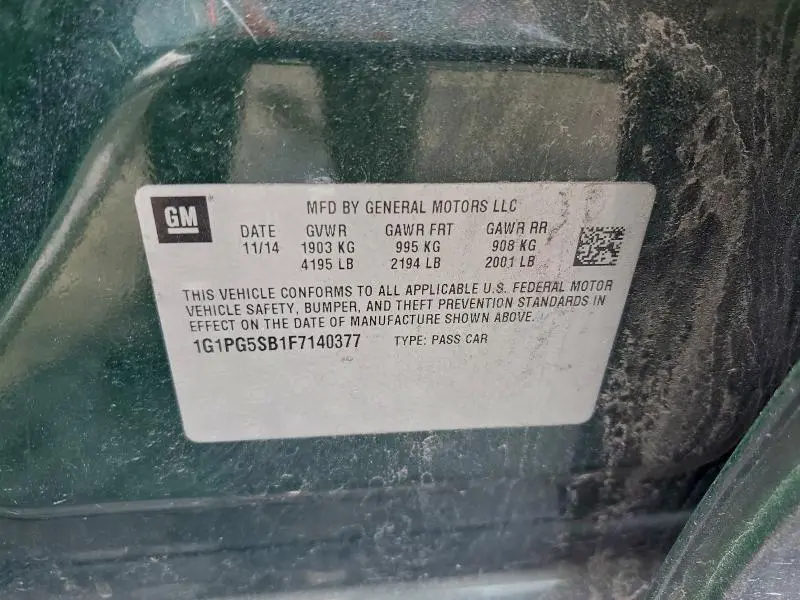 GM
MFD BY GENERAL MOTORS LLC
DATE GVWR GAWR FRT GAWR RR
11/14 1903 KG 995 KG 908 KG
4195 LB 2194 LB 2001 LB
THIS VEHICLE CONFORMS TO ALL APPLICABLE U.S. FEDERAL MOTOR
VEHICLE SAFETY, BUMPER, AND THEFT PREVENTION STANDARDS IN
EFFECT ON THE DATE OF MANUFACTURE SHOWN ABOVE.
1G1PG5SB1F7140377 TYPE: PASS CAR